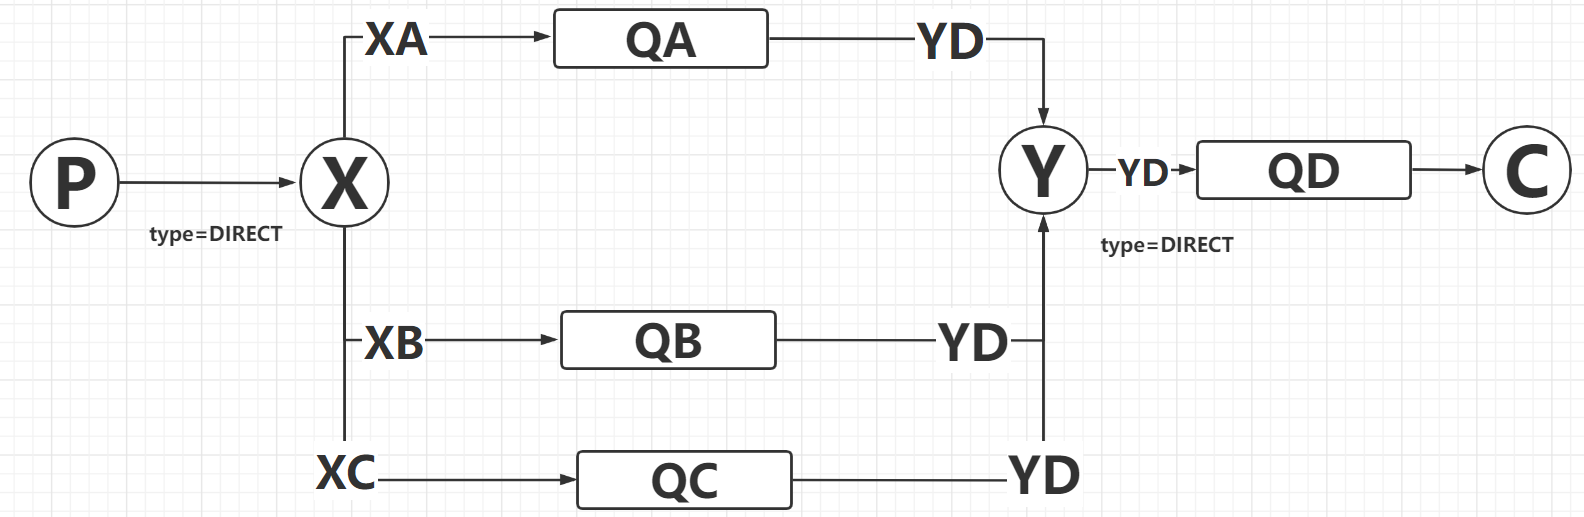 XA
QA
YD
P
X
Y
YD
QD
C
type=DIRECT
type=DIRECT
XB
QB
YD
XC
QC
YD